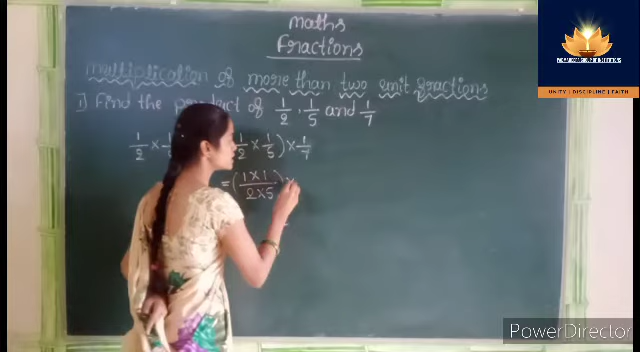 Maths
Fractions
multiplication of more than two unit fractions
1) Find the product of 1/2, 1/5 and 1/7
1/2 × 1/2 × 1/5) × 1/7
= (1×1/2×5) ×
UNITY | DISCIPLINE | FAITH
PowerDirector